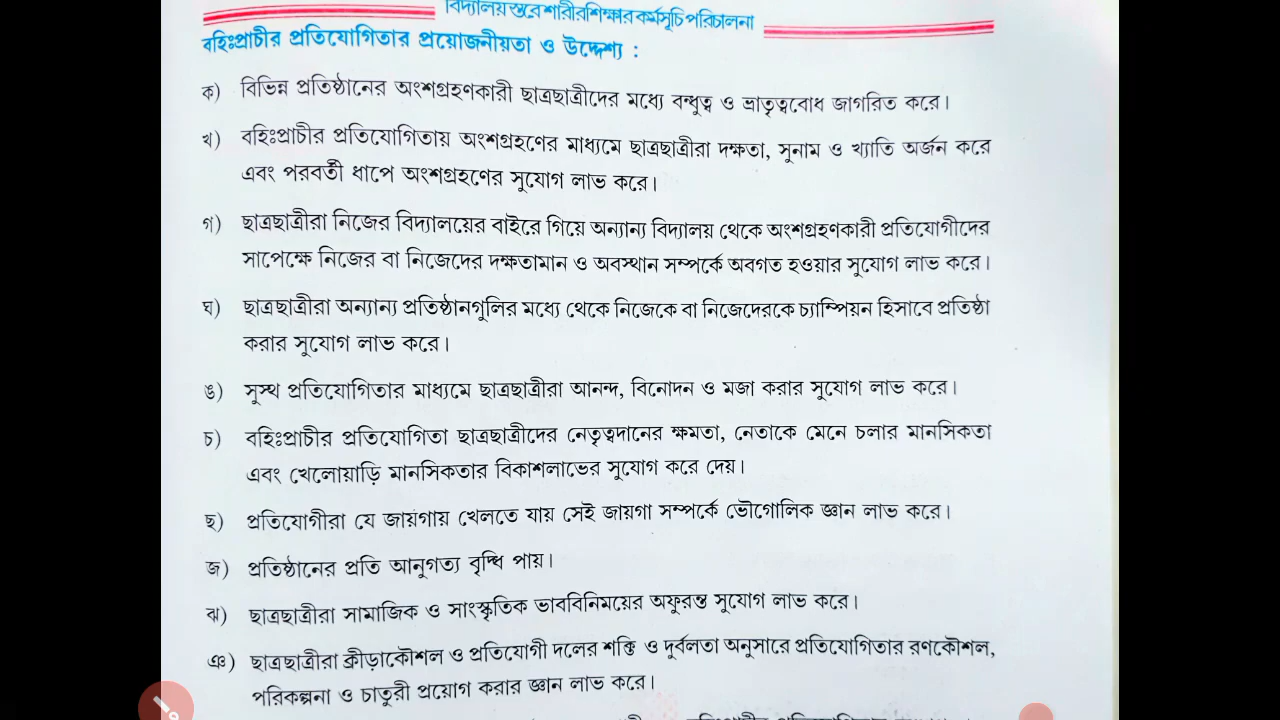 বিদ্যালয়স্তরে শারীরশিক্ষার কর্মসূচি পরিচালনা
বহিঃপ্রাচীর প্রতিযোগিতার প্রয়োজনীয়তা ও উদ্দেশ্য :
ক) বিভিন্ন প্রতিষ্ঠানের অংশগ্রহণকারী ছাত্রছাত্রীদের মধ্যে বন্ধুত্ব ও ভ্রাতৃত্ববোধ জাগরিত করে।
খ) বহিঃপ্রাচীর প্রতিযোগিতায় অংশগ্রহণের মাধ্যমে ছাত্রছাত্রীরা দক্ষতা, সুনাম ও খ্যাতি অর্জন করে
এবং পরবর্তী ধাপে অংশগ্রহণের সুযোগ লাভ করে।
গ) ছাত্রছাত্রীরা নিজের বিদ্যালয়ের বাইরে গিয়ে অন্যান্য বিদ্যালয় থেকে অংশগ্রহণকারী প্রতিযোগীদের
সাপেক্ষে নিজের বা নিজেদের দক্ষতামান ও অবস্থান সম্পর্কে অবগত হওয়ার সুযোগ লাভ করে।
ঘ) ছাত্রছাত্রীরা অন্যান্য প্রতিষ্ঠানগুলির মধ্যে থেকে নিজেকে বা নিজেদেরকে চ্যাম্পিয়ন হিসাবে প্রতিষ্ঠা
করার সুযোগ লাভ করে।
ঙ) সুস্থ প্রতিযোগিতার মাধ্যমে ছাত্রছাত্রীরা আনন্দ, বিনোদন ও মজা করার সুযোগ লাভ করে।
চ) বহিঃপ্রাচীর প্রতিযোগিতা ছাত্রছাত্রীদের নেতৃত্বদানের ক্ষমতা, নেতাকে মেনে চলার মানসিকতা
এবং খেলোয়াড়ি মানসিকতার বিকাশলাভের সুযোগ করে দেয়।
ছ) প্রতিযোগীরা যে জায়গায় খেলতে যায় সেই জায়গা সম্পর্কে ভৌগোলিক জ্ঞান লাভ করে।
জ) প্রতিষ্ঠানের প্রতি আনুগত্য বৃদ্ধি পায়।
ঝ) ছাত্রছাত্রীরা সামাজিক ও সাংস্কৃতিক ভাববিনিময়ের অফুরন্ত সুযোগ লাভ করে।
ঞ) ছাত্রছাত্রীরা ক্রীড়াকৌশল ও প্রতিযোগী দলের শক্তি ও দুর্বলতা অনুসারে প্রতিযোগিতার রণকৌশল,
পরিকল্পনা ও চাতুরী প্রয়োগ করার জ্ঞান লাভ করে।